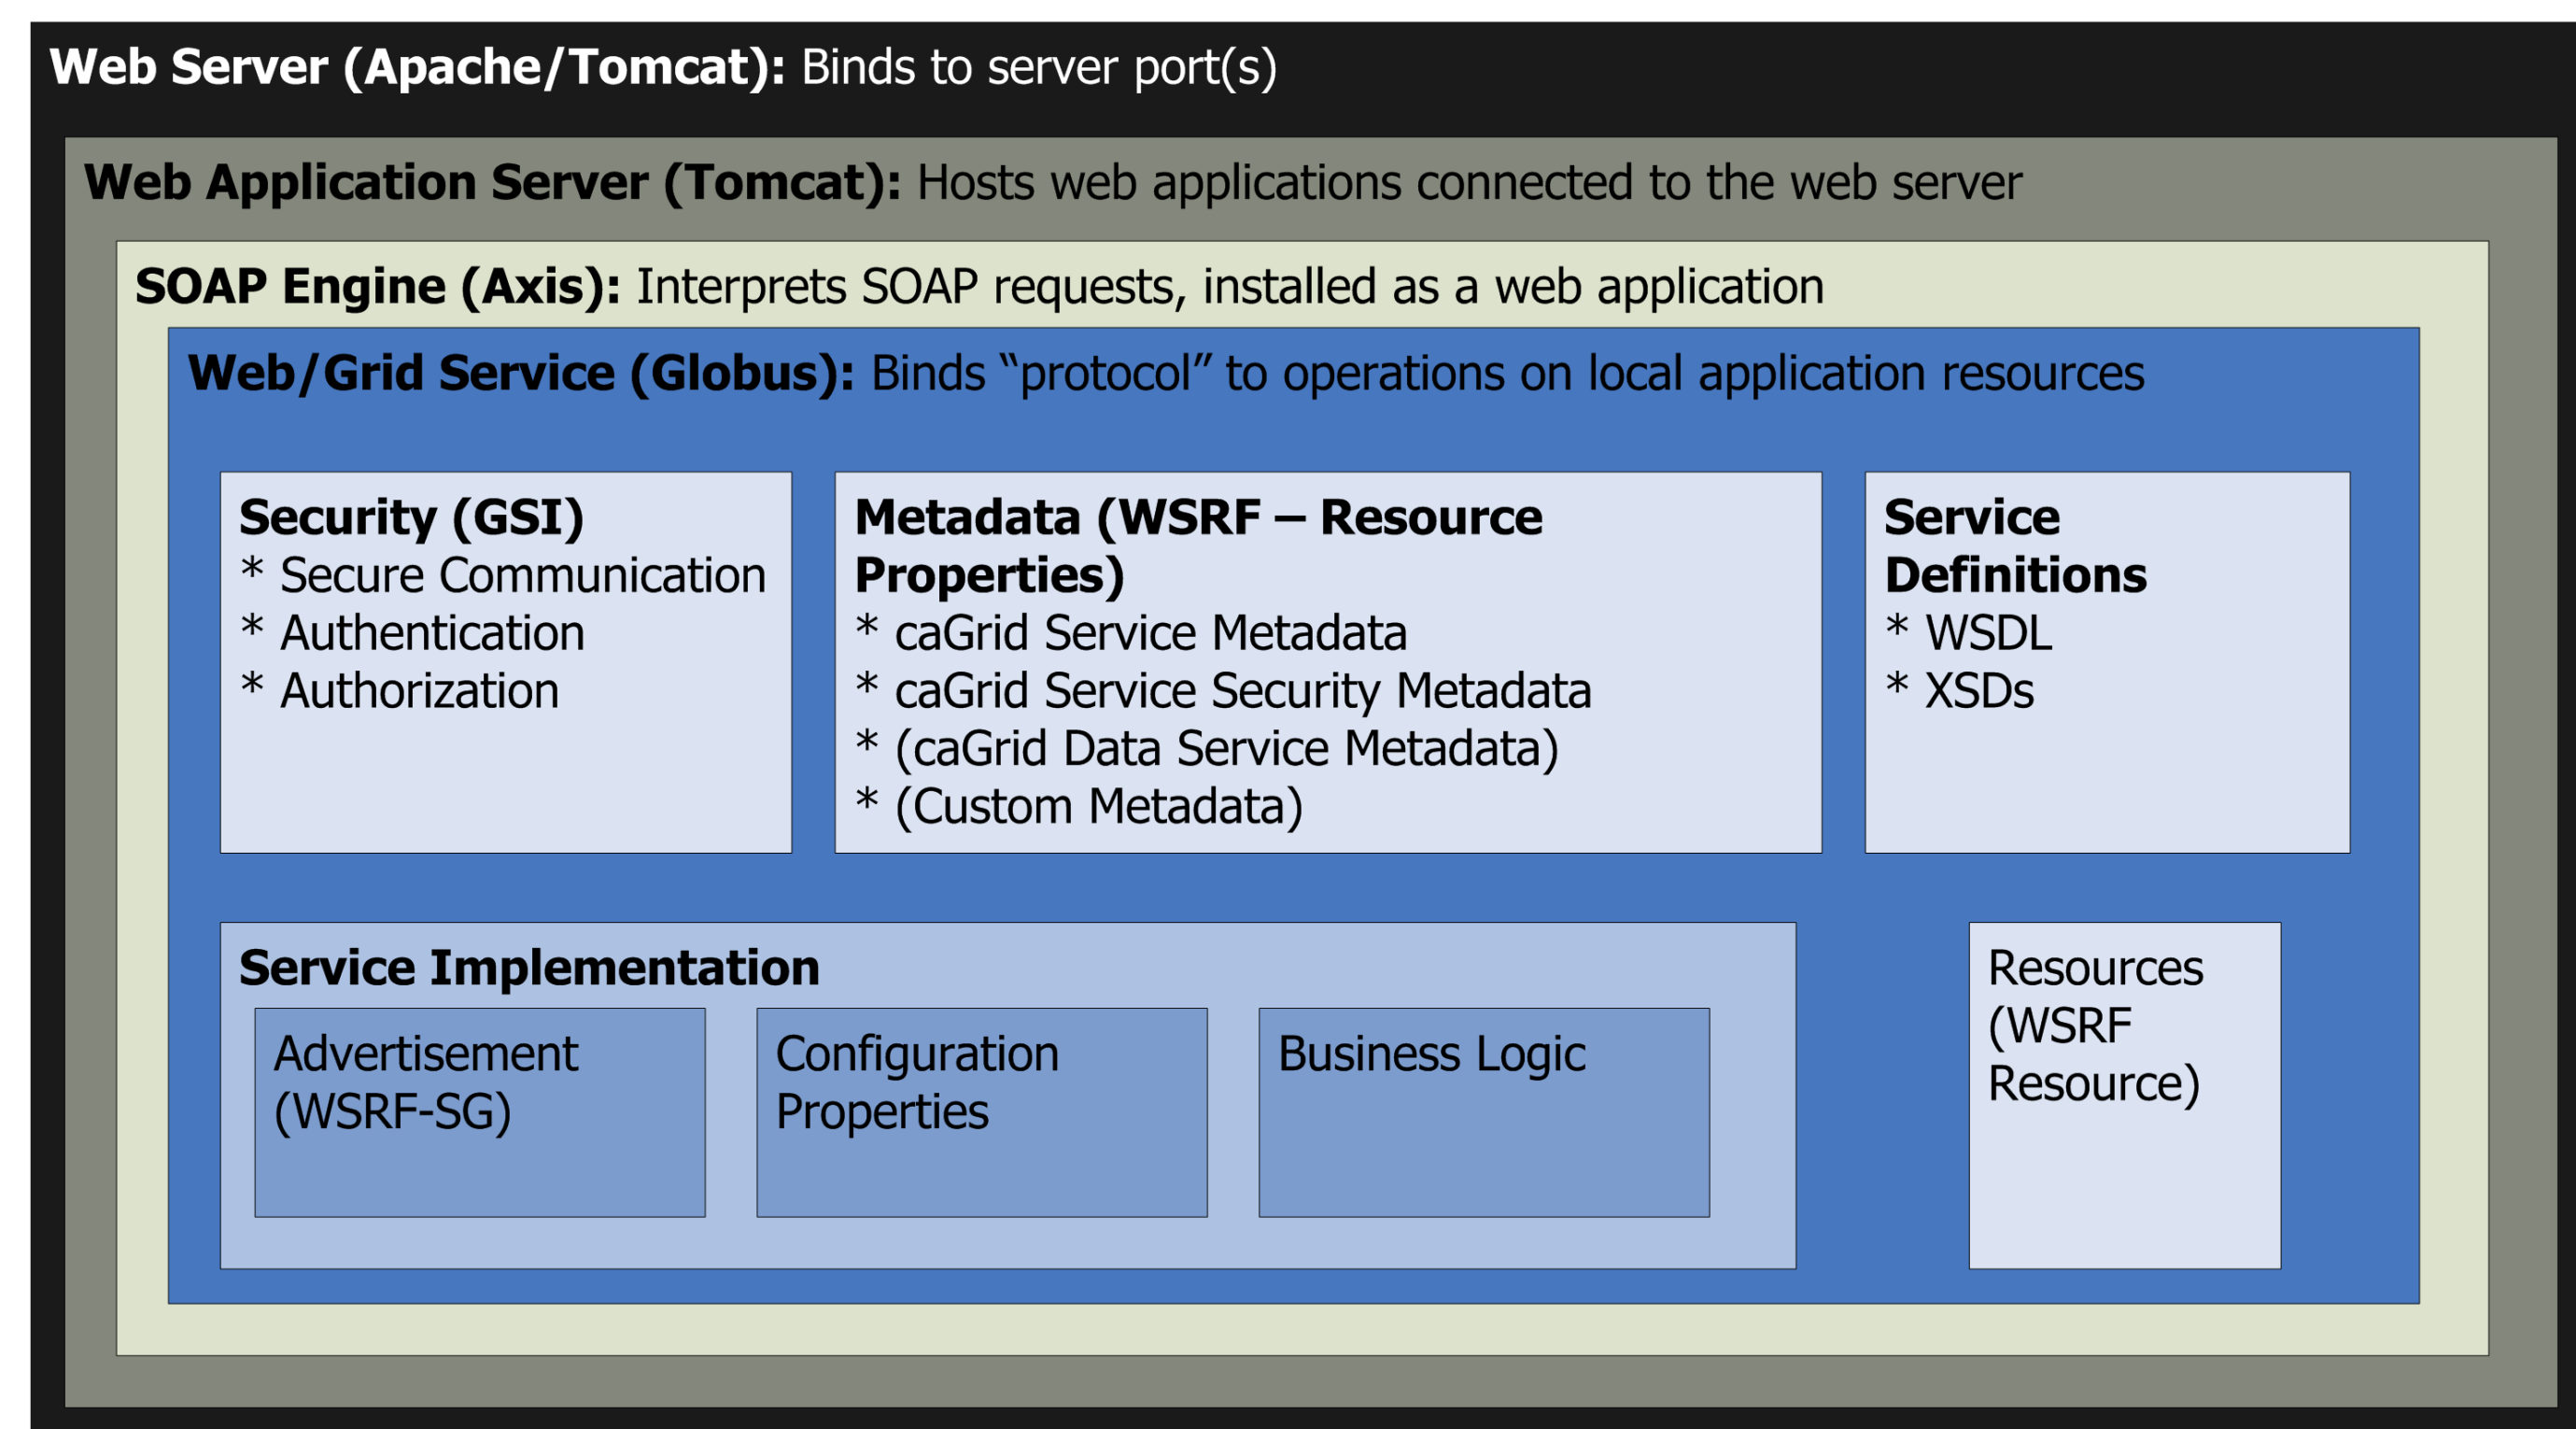 Web Server (Apache/Tomcat): Binds to server port(s)
Web Application Server (Tomcat): Hosts web applications connected to the web server
SOAP Engine (Axis): Interprets SOAP requests, installed as a web application
Web/Grid Service (Globus): Binds “protocol” to operations on local application resources
Security (GSI)
* Secure Communication
* Authentication
* Authorization
Metadata (WSRF – Resource
Properties)
* caGrid Service Metadata
* caGrid Service Security Metadata
* (caGrid Data Service Metadata)
* (Custom Metadata)
Service
Definitions
* WSDL
* XSDs
Service Implementation
Advertisement
(WSRF-SG)
Configuration
Properties
Business Logic
Resources
(WSRF
Resource)